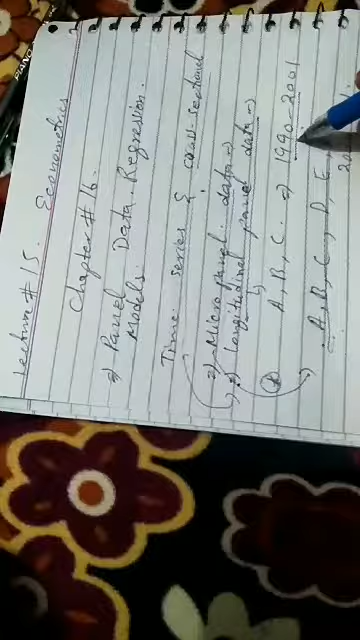 Lecture # 15. Econometrics
Chapter # 16.
⇒ Panel Data Regression
Models.
Time series & cross-sectional
⇒ Micro panel data ⇒
⇒ longitudinal panel data ⇒
A, B, C. ⇒ 1990-2001
A, B, C, D, E,
20